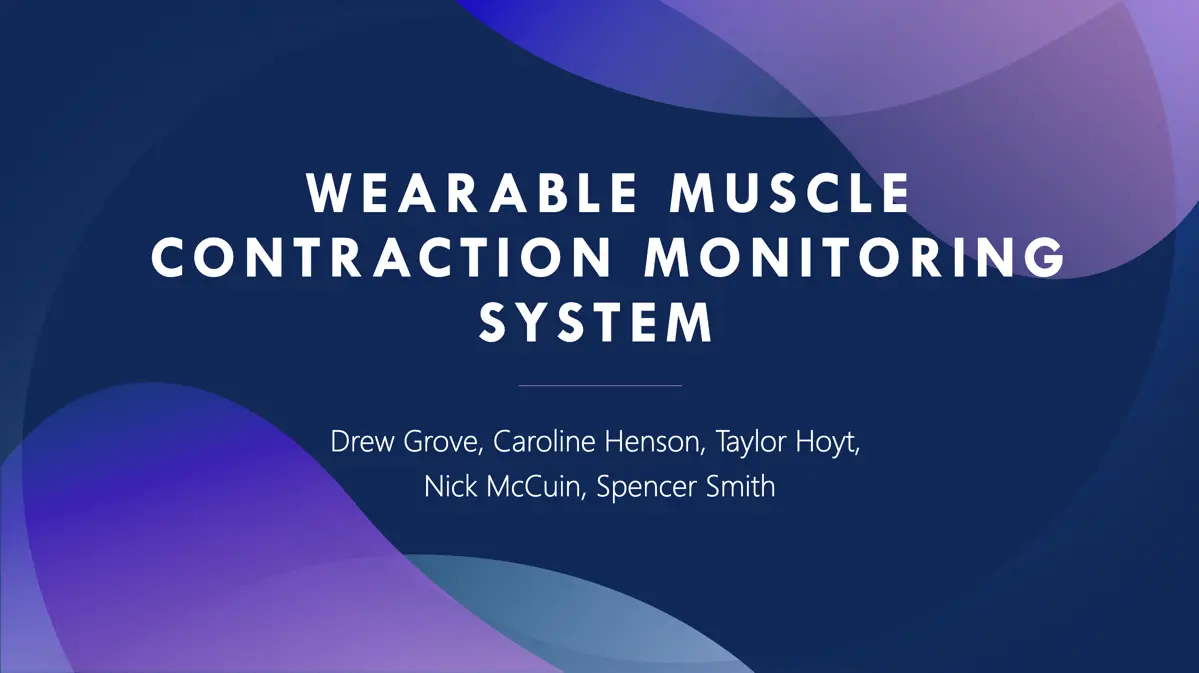 WEARABLE MUSCLE
CONTRACTION MONITORING
SYSTEM
Drew Grove, Caroline Henson, Taylor Hoyt,
Nick McCuin, Spencer Smith